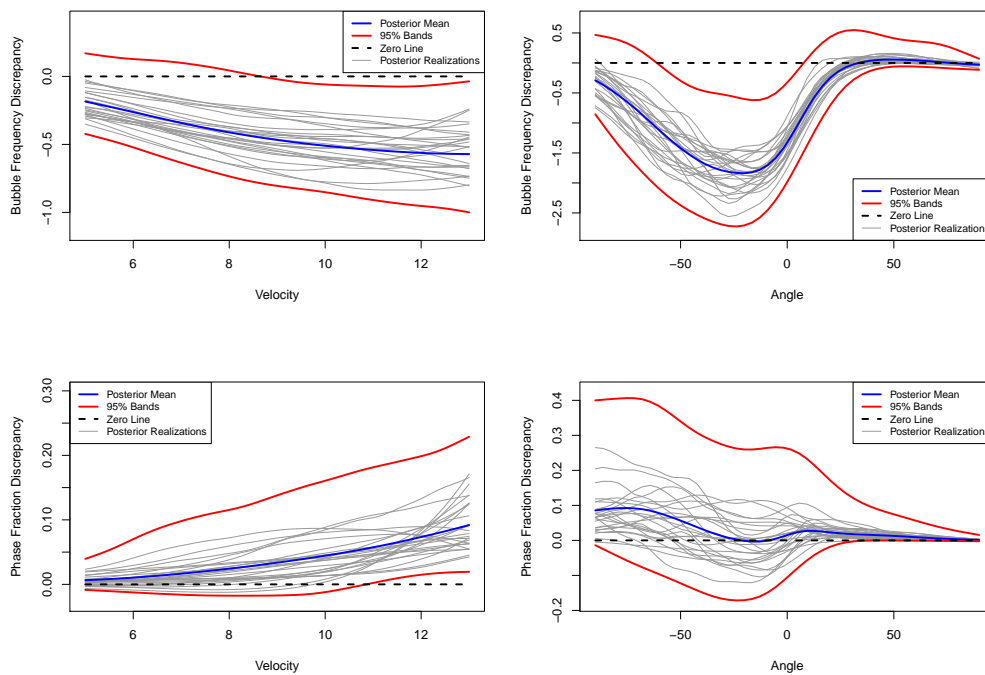 Posterior Mean
95% Bands
Zero Line
Posterior Realizations
Bubble Frequency Discrepancy
0.0
−0.5
−1.0
6
8
10
12
Velocity
Posterior Mean
95% Bands
Zero Line
Posterior Realizations
Bubble Frequency Discrepancy
0.5
−0.5
−1.5
−2.5
−50
0
50
Angle
Posterior Mean
95% Bands
Zero Line
Posterior Realizations
Phase Fraction Discrepancy
0.30
0.20
0.10
0.00
6
8
10
12
Velocity
Posterior Mean
95% Bands
Zero Line
Posterior Realizations
Phase Fraction Discrepancy
0.4
0.2
0.0
−0.2
−50
0
50
Angle